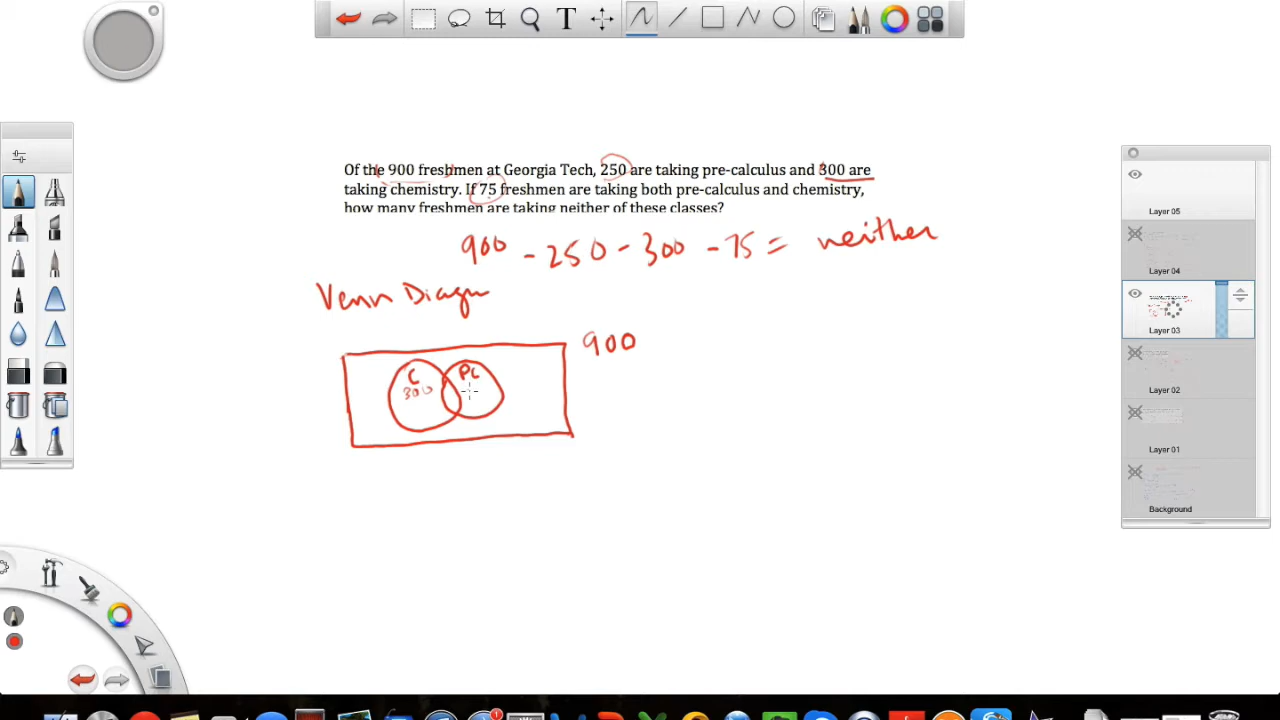 Of the 900 freshmen at Georgia Tech, 250 are taking pre-calculus and 300 are
taking chemistry. If 75 freshmen are taking both pre-calculus and chemistry,
how many freshmen are taking neither of these classes?
900 - 250 - 300 - 75 = neither
Venn Diagm
900
C PC
300
Layer 05
Layer 04
Layer 03
Layer 02
Layer 01
Background
T
1